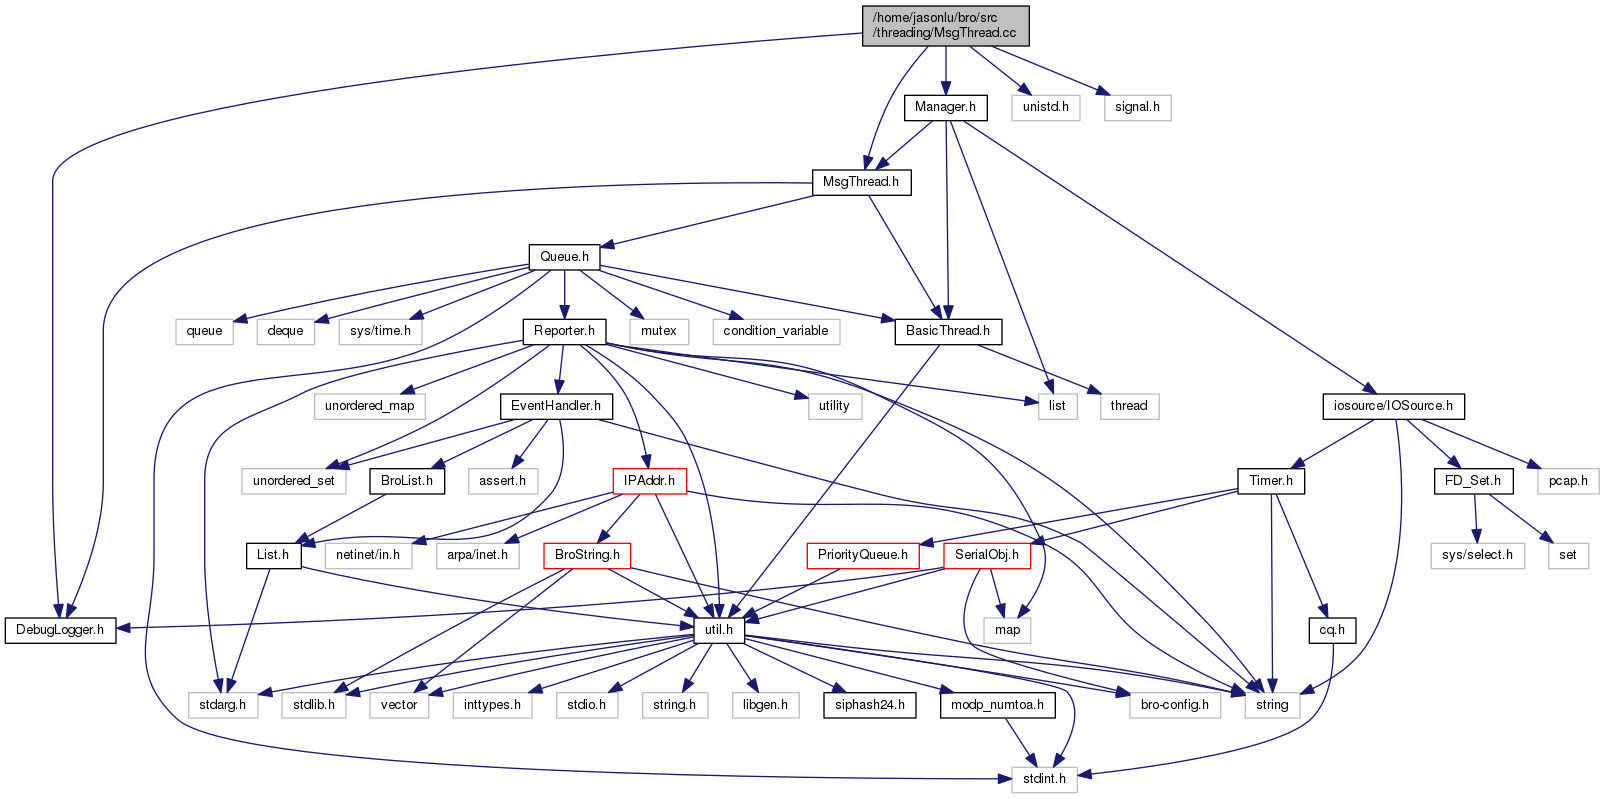 /home/jasonlu/bro/src
/threading/MsgThread.cc
Manager.h
unistd.h
signal.h
MsgThread.h
Queue.h
queue
deque
sys/time.h
Reporter.h
mutex
condition_variable
BasicThread.h
unordered_map
EventHandler.h
utility
list
thread
iosource/IOSource.h
unordered_set
BroList.h
assert.h
IPAddr.h
Timer.h
FD_Set.h
pcap.h
List.h
netinet/in.h
arpa/inet.h
BroString.h
PriorityQueue.h
SerialObj.h
sys/select.h
set
DebugLogger.h
util.h
map
cq.h
stdarg.h
stdlib.h
vector
inttypes.h
stdio.h
string.h
libgen.h
siphash24.h
modp_numtoa.h
bro-config.h
string
stdint.h